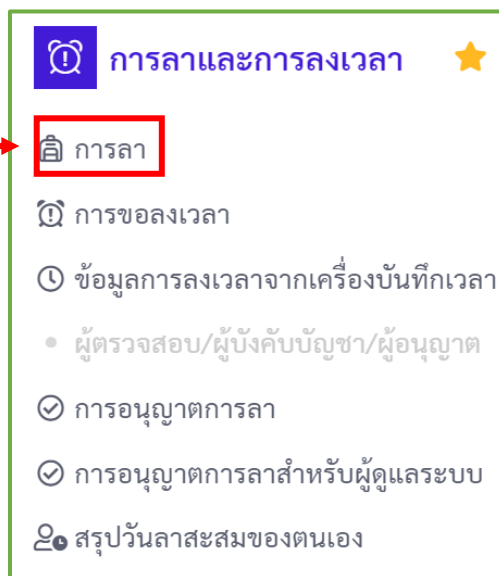 การลาและการลงเวลา
การลา
การขอลงเวลา
ข้อมูลการลงเวลาจากเครื่องบันทึกเวลา
ผู้ตรวจสอบ/ผู้บังคับบัญชา/ผู้อนุญาต
การอนุญาตการลา
การอนุญาตการลาสำหรับผู้ดูแลระบบ
สรุปวันลาสะสมของตนเอง